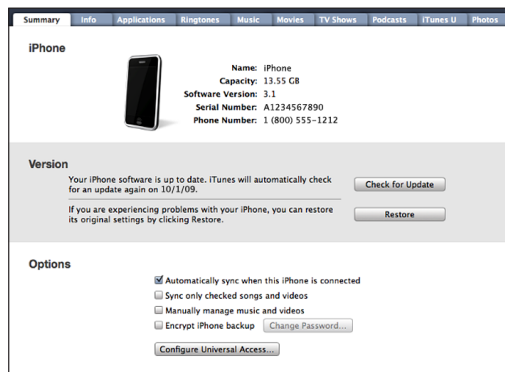 Summary Info Applications Ringtones Music Movies TV Shows Podcasts iTunes U Photos
iPhone
Name: iPhone
Capacity: 13.55 GB
Software Version: 3.1
Serial Number: A1234567890
Phone Number: 1 (800) 555-1212
Version
Your iPhone software is up to date. iTunes will automatically check
for an update again on 10/1/09.
Check for Update
If you are experiencing problems with your iPhone, you can restore
its original settings by clicking Restore.
Restore
Options
Automatically sync when this iPhone is connected
Sync only checked songs and videos
Manually manage music and videos
Encrypt iPhone backup Change Password...
Configure Universal Access...